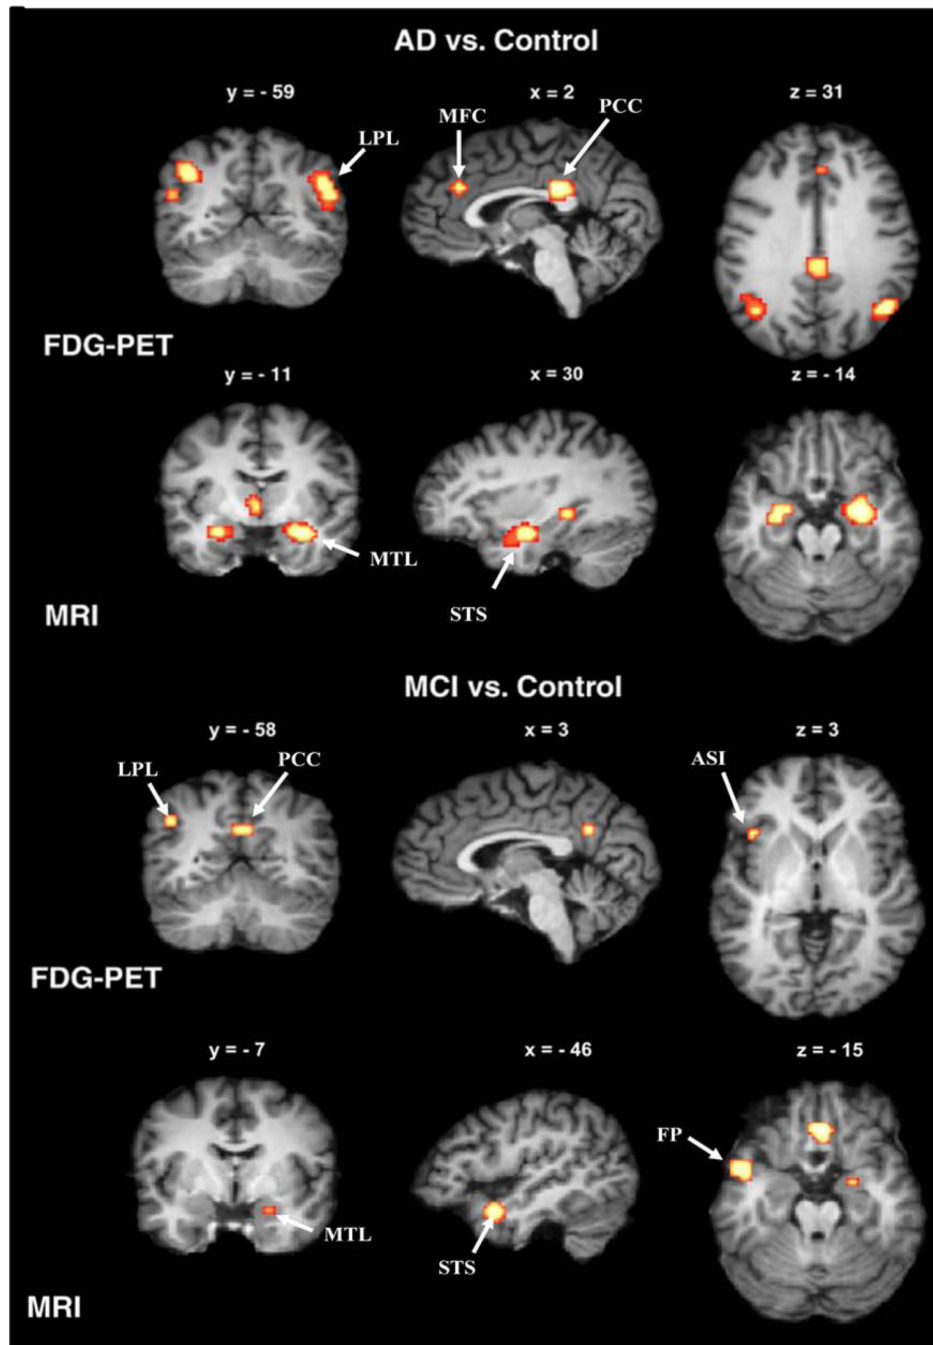 AD vs. Control
y = - 59
x = 2
z = 31
MFC
PCC
LPL
FDG-PET
y = - 11
x = 30
z = - 14
MTL
STS
MRI
MCI vs. Control
y = - 58
x = 3
z = 3
LPL
PCC
ASI
FDG-PET
y = - 7
x = - 46
z = - 15
FP
MTL
STS
MRI